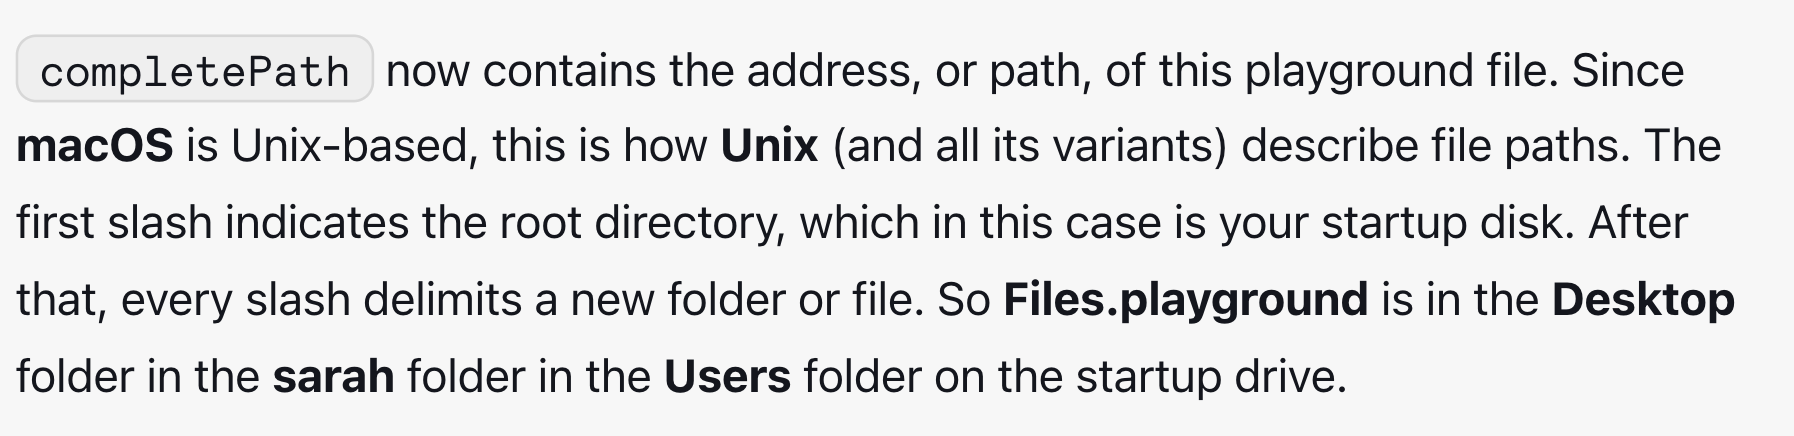 completePath now contains the address, or path, of this playground file. Since
macOS is Unix-based, this is how Unix (and all its variants) describe file paths. The
first slash indicates the root directory, which in this case is your startup disk. After
that, every slash delimits a new folder or file. So Files.playground is in the Desktop
folder in the sarah folder in the Users folder on the startup drive.